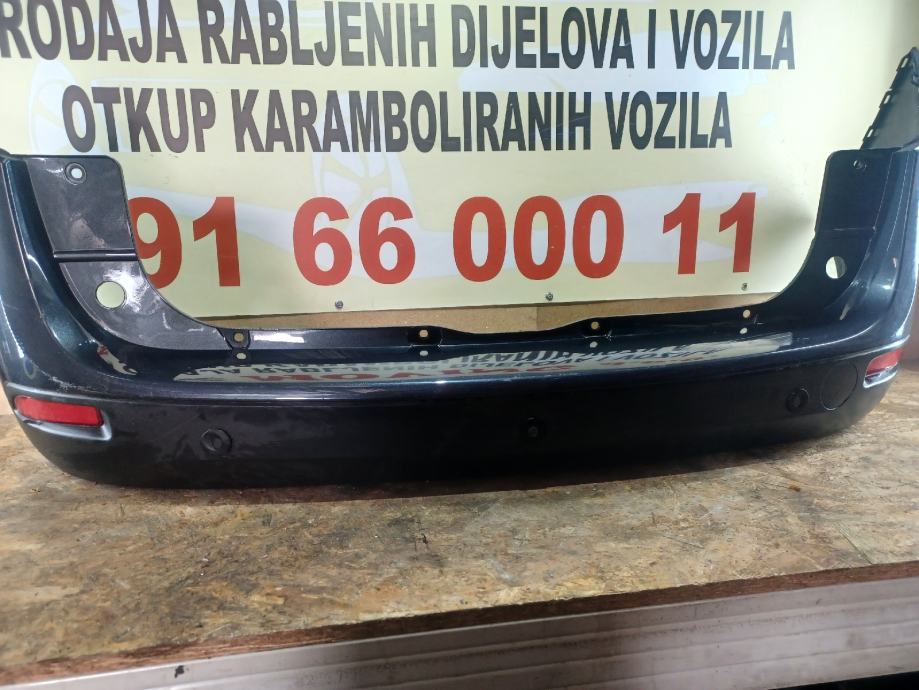 RODAJA RABLJENIH DIJELOVA I VOZILA
OTKUP KARAMBOLIRANIH VOZILA
91 66 000 11